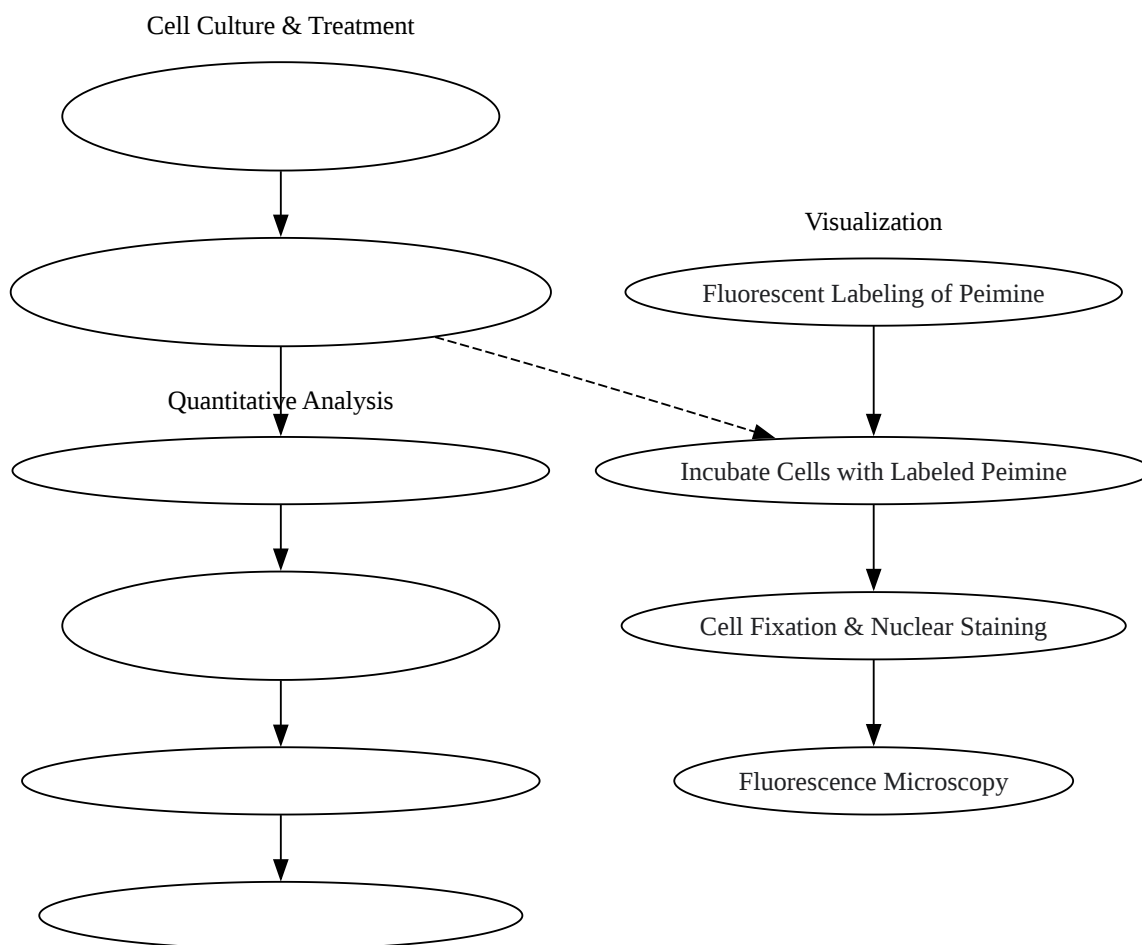 Cell Culture & Treatment
Quantitative Analysis
Visualization
Fluorescent Labeling of Peimine
Incubate Cells with Labeled Peimine
Cell Fixation & Nuclear Staining
Fluorescence Microscopy